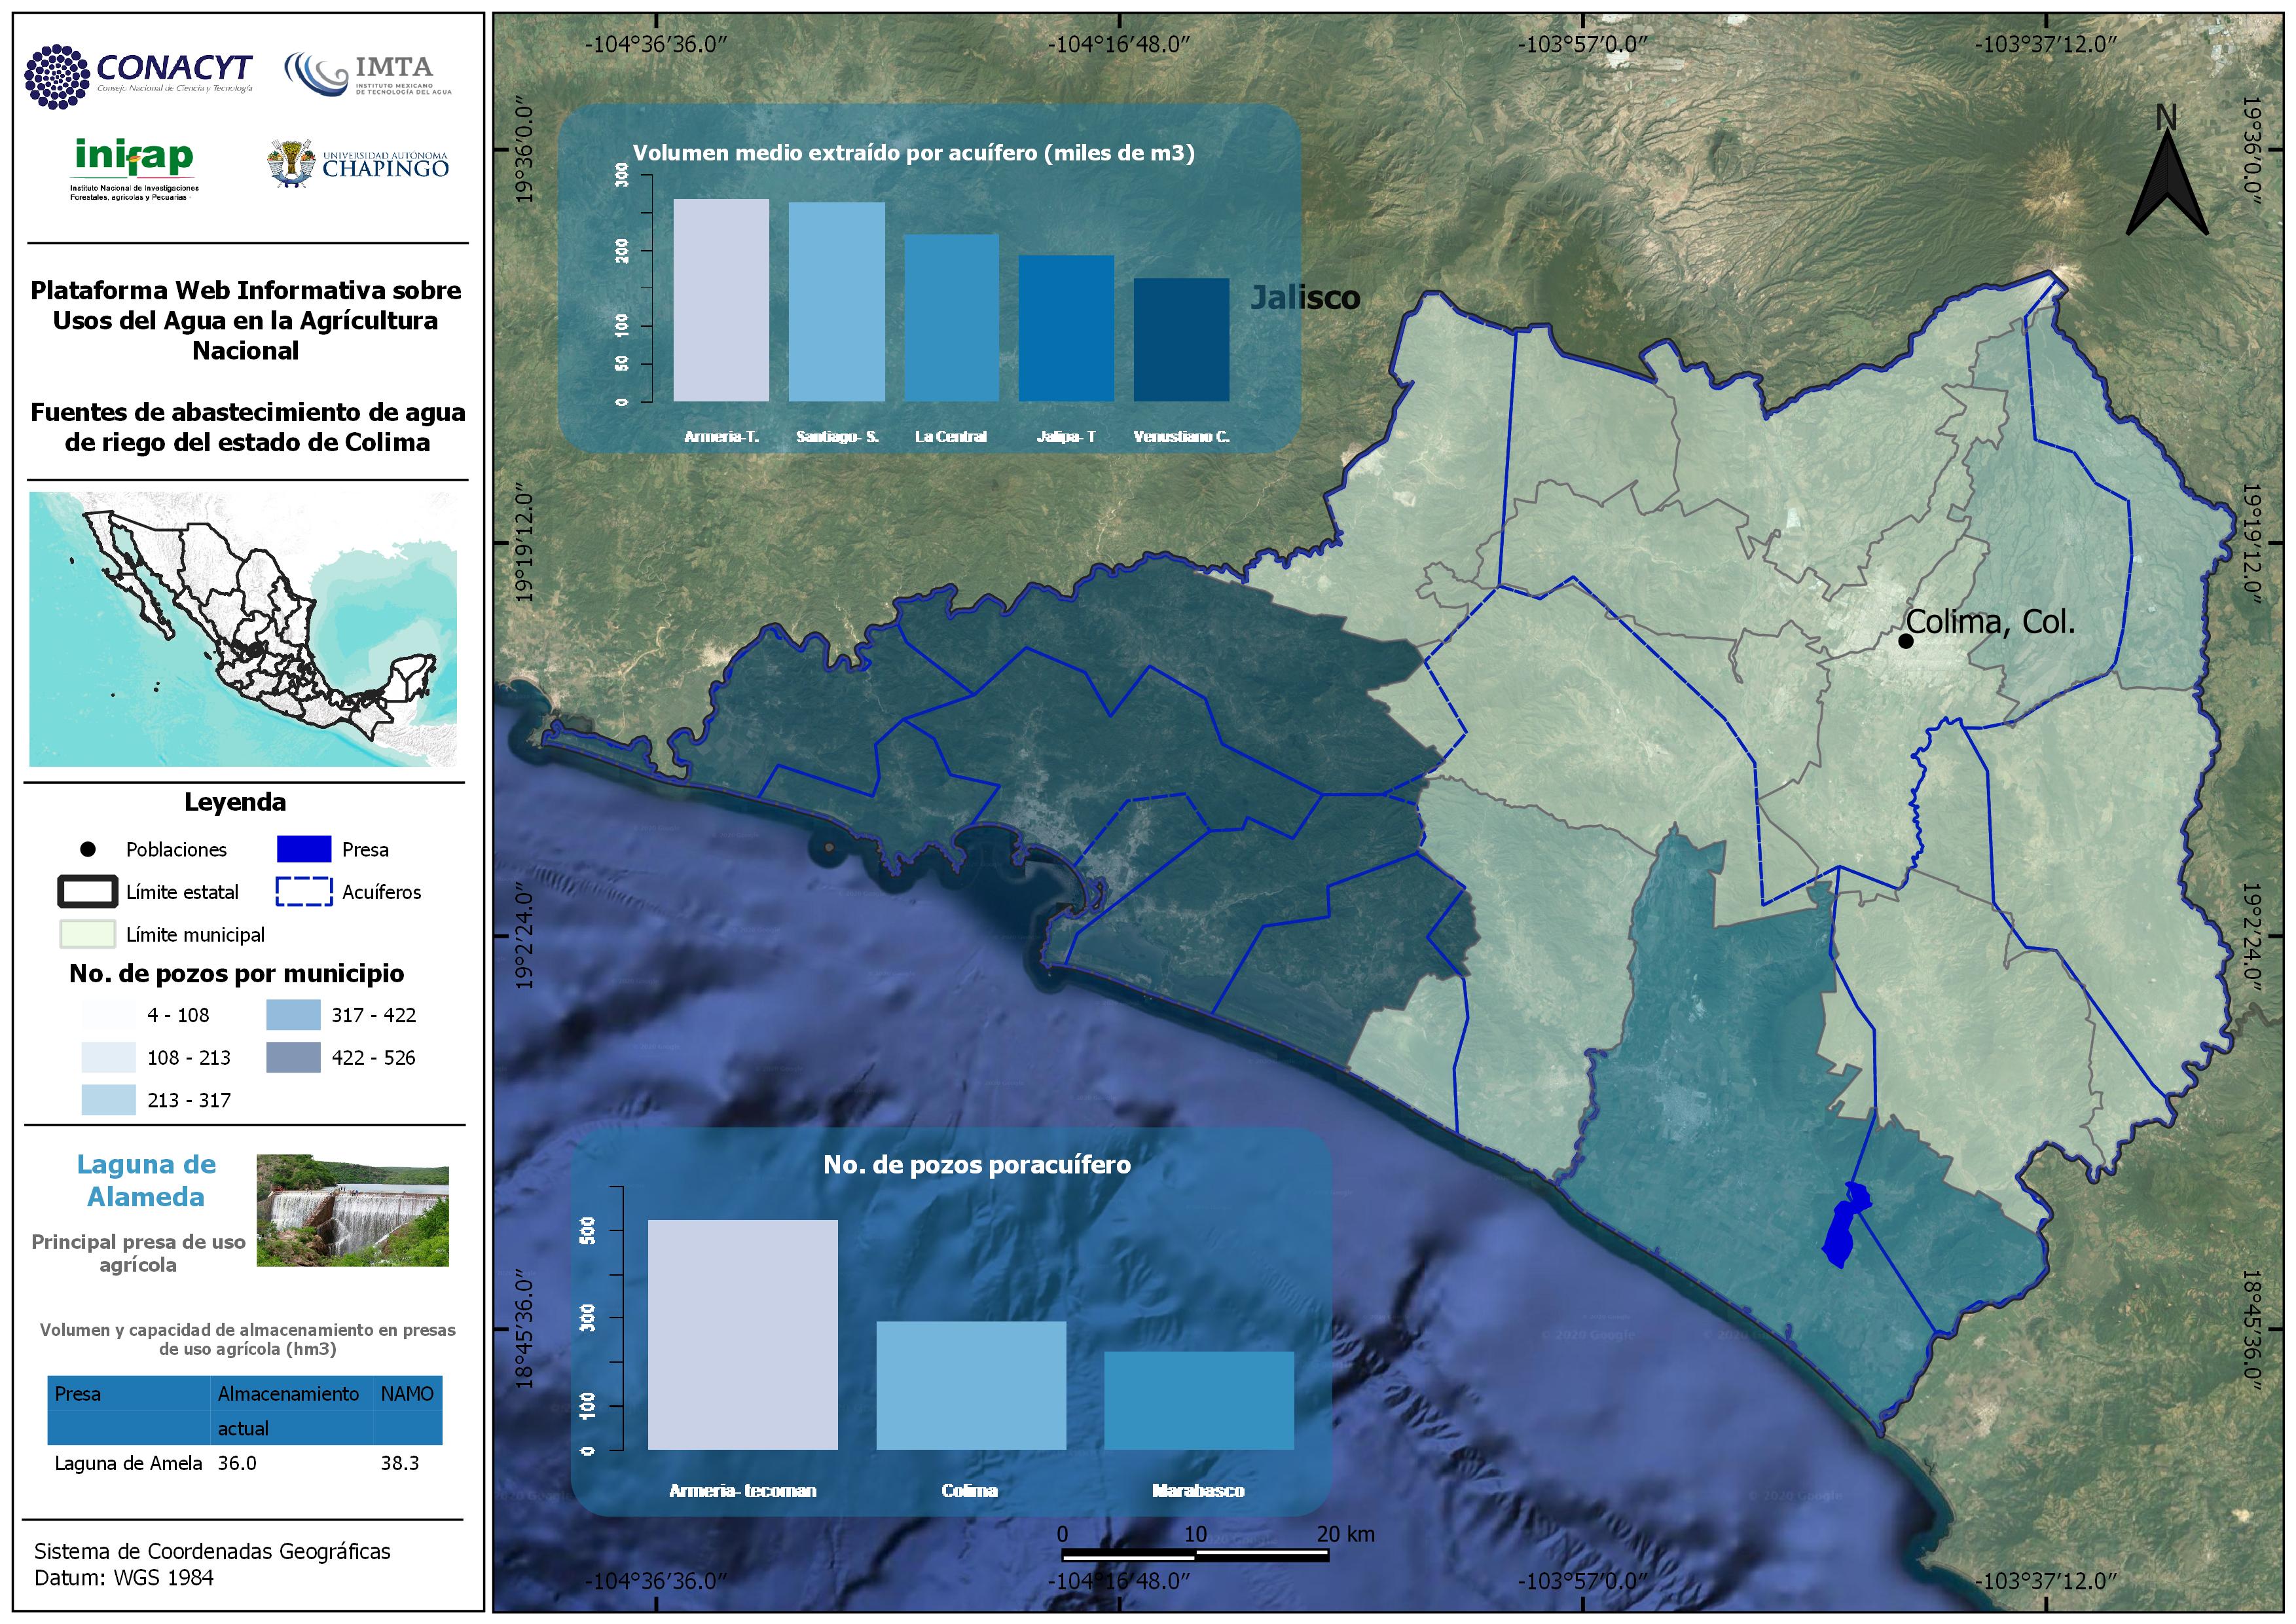 CONACYT
Consejo Nacional de Ciencia y Tecnología
IMTA
INSTITUTO MEXICANO
DE TECNOLOGÍA DEL AGUA
inifap
Instituto Nacional de Investigaciones
Forestales, agrícolas y Pecuarias
UNIVERSIDAD AUTÓNOMA
CHAPINGO
Plataforma Web Informativa sobre
Usos del Agua en la Agrícultura
Nacional
Fuentes de abastecimiento de agua
de riego del estado de Colima
Leyenda
Poblaciones
Presa
Límite estatal
Acuíferos
Límite municipal
No. de pozos por municipio
4 - 108
317 - 422
108 - 213
422 - 526
213 - 317
Laguna de
Alameda
Principal presa de uso
agrícola
Volumen y capacidad de almacenamiento en presas
de uso agrícola (hm3)
Presa Almacenamiento NAMO
actual
Laguna de Amela 36.0 38.3
Sistema de Coordenadas Geográficas
Datum: WGS 1984
-104°36′36.0″ -104°16′48.0″ -103°57′0.0″ -103°37′12.0″
19°36′0.0″
19°19′12.0″
19°2′24.0″
18°45′36.0″
N
19°36′0.0″
19°19′12.0″
19°2′24.0″
18°45′36.0″
Volumen medio extraído por acuífero (miles de m3)
300
200
100
50
0
Armeria-T. Santiago- S. La Central Jalipa- T Venustiano C.
Jalisco
Colima, Col.
No. de pozos poracuífero
500
300
100
0
Armeria- tecoman Colima Marabasco
0 10 20 km
-104°36′36.0″ -104°16′48.0″ -103°57′0.0″ -103°37′12.0″
© 2020 Google
© 2020 Google